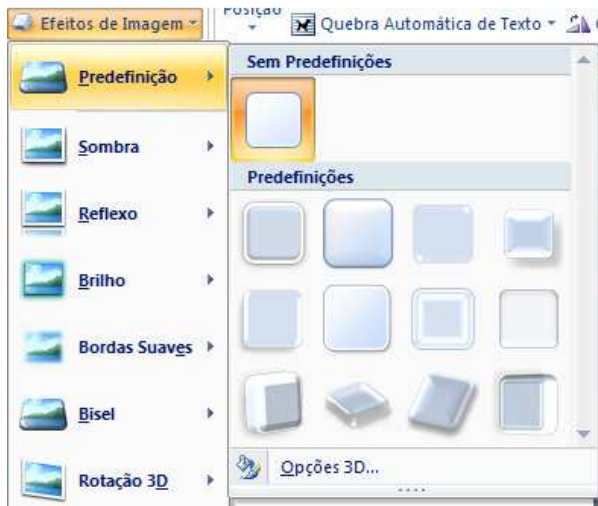 Efeitos de Imagem
Posição
Quebra Automática de Texto
Predefinição
Sombra
Reflexo
Brilho
Bordas Suaves
Bisel
Rotação 3D
Sem Predefinições
Predefinições
Opções 3D...